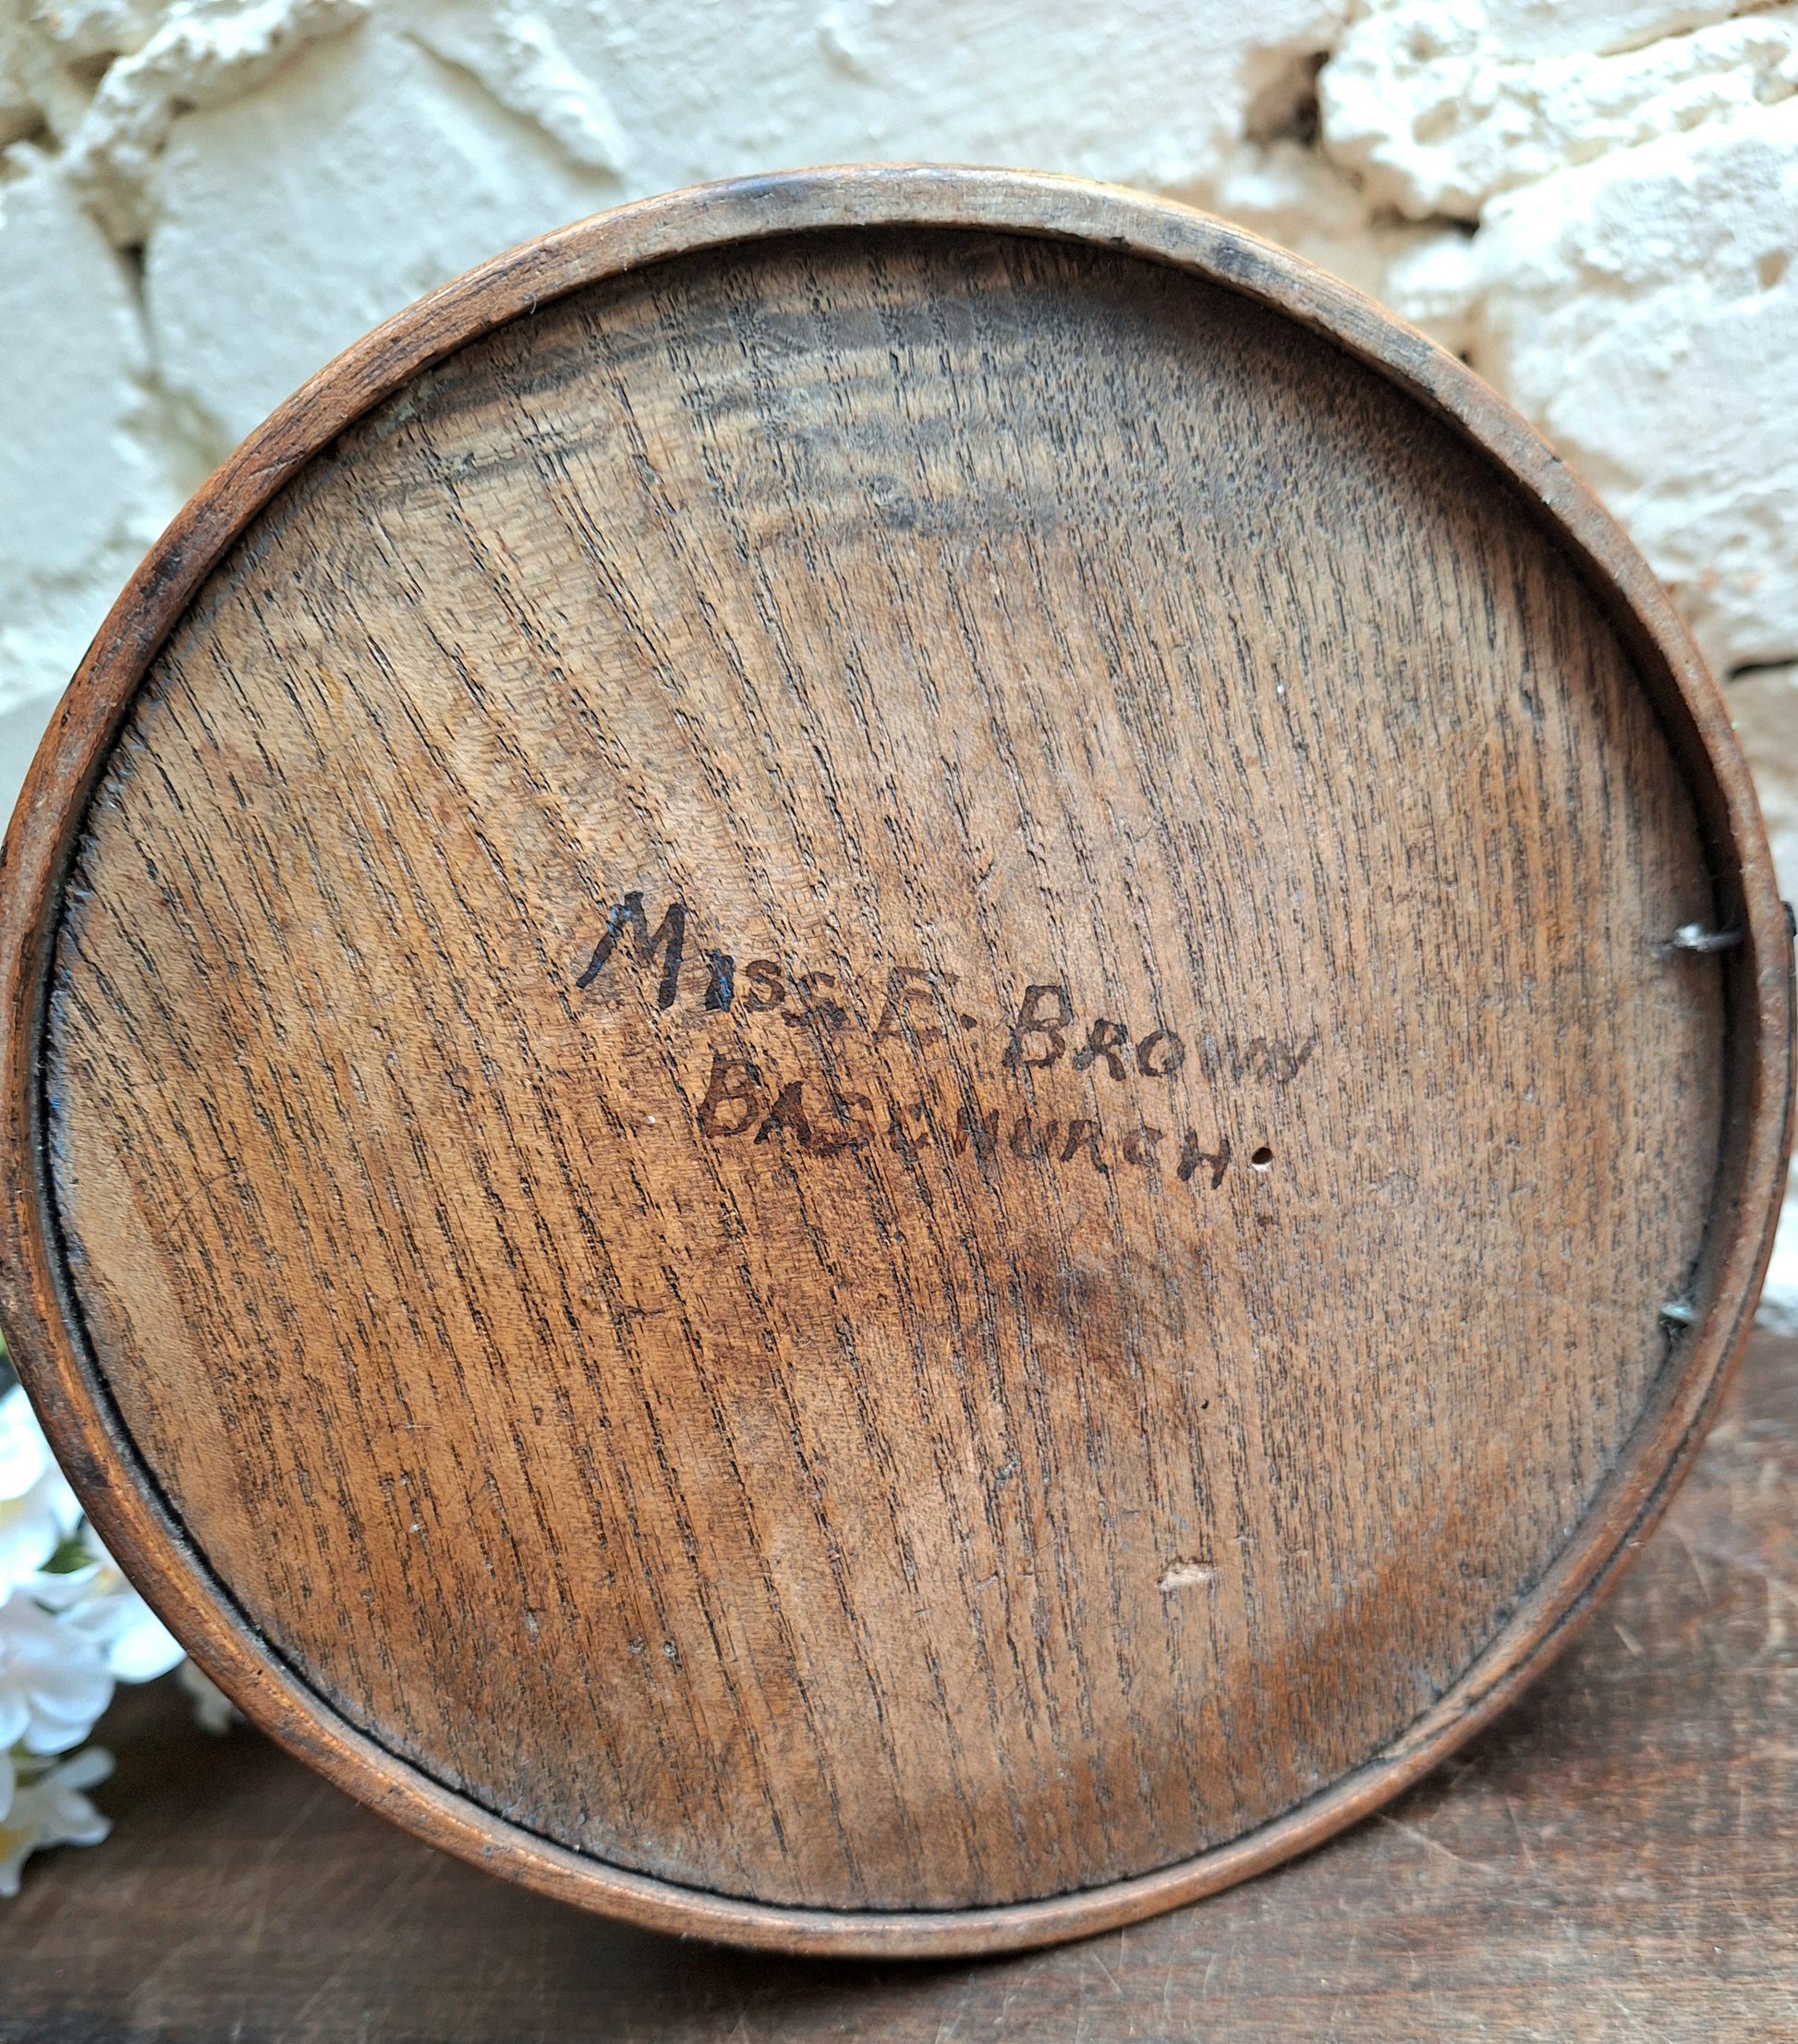 Miss E. Brown
Baschurch.